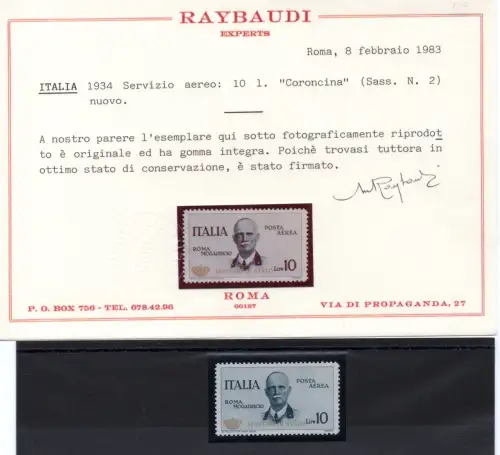 RAYBAUDI
EXPERTS
Roma, 8 febbraio 1983
ITALIA 1934 Servizio aereo: 10 l. "Coroncina" (Sass. N. 2)
nuovo.
A nostro parere l'esemplare qui sotto fotograficamente riprodot
to è originale ed ha gomma integra. Poichè trovasi tuttora in
ottimo stato di conservazione, è stato firmato.
ITALIA
POSTA
AEREA
ROMA
MOGADISCIO
LIRE 10
ROMA
00187
P. O. BOX 756 - TEL. 678.42.96
VIA DI PROPAGANDA, 27
ITALIA
POSTA
AEREA
ROMA
MOGADISCIO
LIRE 10